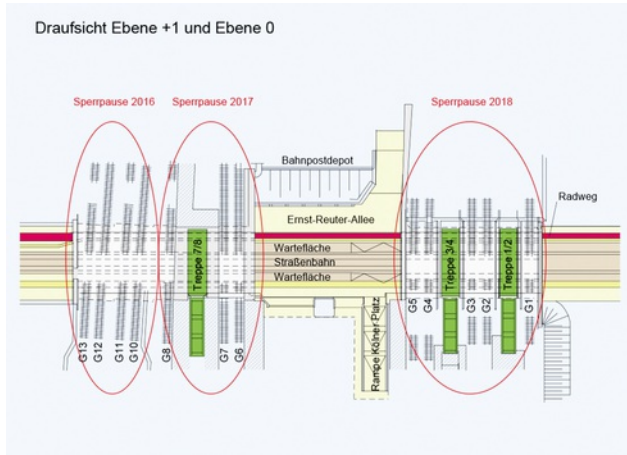 Draufsicht Ebene +1 und Ebene 0
Sperrpause 2016
Sperrpause 2017
Sperrpause 2018
Bahnpostdepot
Radweg
Ernst-Reuter-Allee
Wartefläche
Straßenbahn
Wartefläche
Treppe 7/8
Treppe 3/4
Treppe 1/2
G13
G12
G11
G10
G8
G7
G6
Rampe Kölner Platz
G5
G4
G3
G2
G1